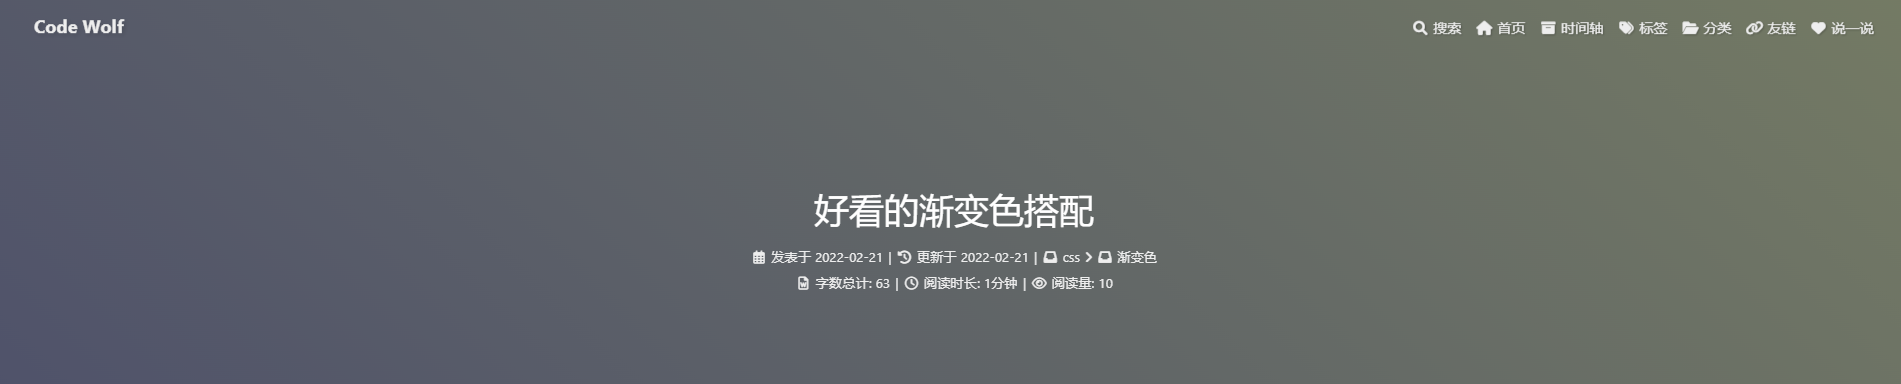 Code Wolf
搜索 首页 时间轴 标签 分类 友链 说一说
好看的渐变色搭配
发表于 2022-02-21 | 更新于 2022-02-21 | css > 渐变色
字数总计: 63 | 阅读时长: 1分钟 | 阅读量: 10